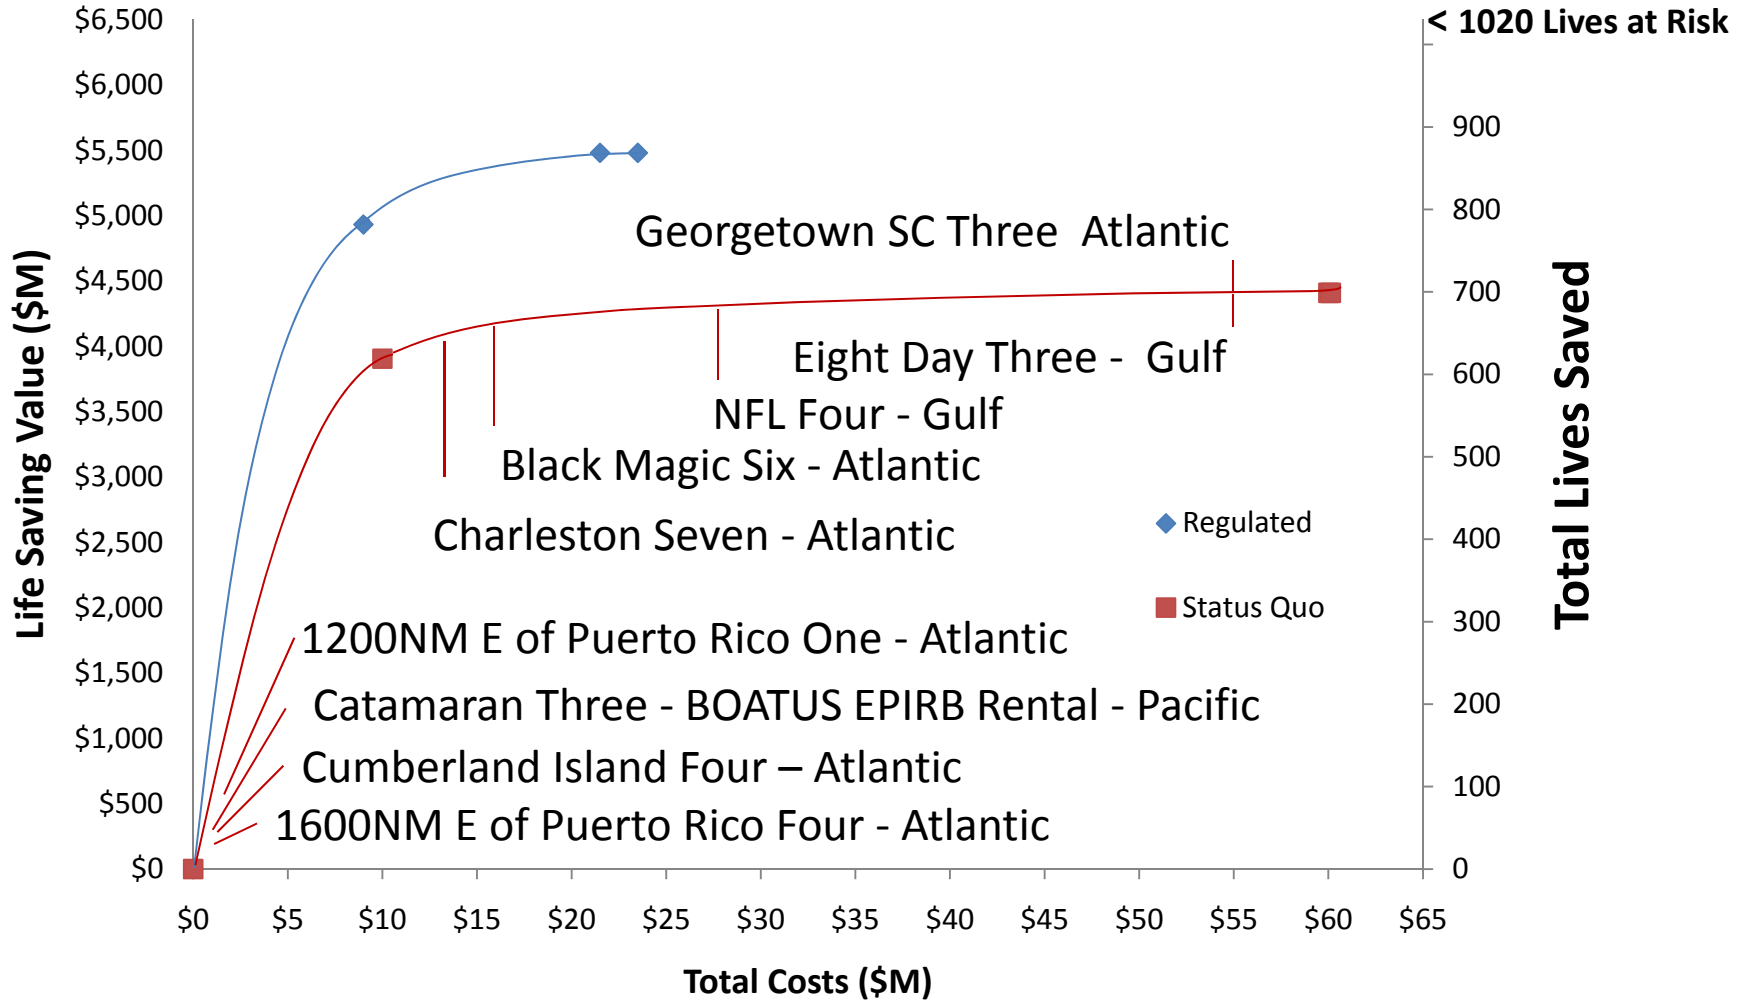 $6,500
$6,000
$5,500
$5,000
$4,500
$4,000
$3,500
$3,000
$2,500
$2,000
$1,500
$1,000
$500
$0
Life Saving Value ($M)
< 1020 Lives at Risk
Georgetown SC Three  Atlantic
Eight Day Three -  Gulf
NFL Four - Gulf
Black Magic Six - Atlantic
Charleston Seven - Atlantic
1200NM E of Puerto Rico One - Atlantic
Catamaran Three - BOATUS EPIRB Rental - Pacific
Cumberland Island Four – Atlantic
1600NM E of Puerto Rico Four - Atlantic
Regulated
Status Quo
900
800
700
600
500
400
300
200
100
0
Total Lives Saved
$0 $5 $10 $15 $20 $25 $30 $35 $40 $45 $50 $55 $60 $65
Total Costs ($M)